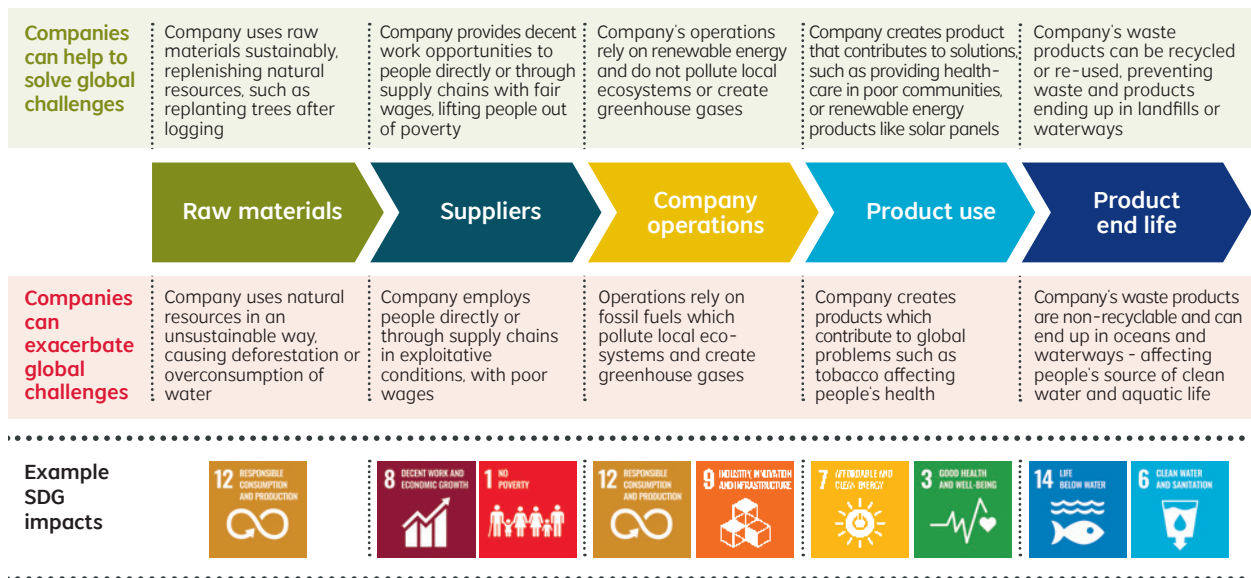 Companies
can help to
solve global
challenges
Company uses raw
materials sustainably,
replenishing natural
resources, such as
replanting trees after
logging
Company provides decent
work opportunities to
people directly or through
supply chains with fair
wages, lifting people out
of poverty
Company's operations
rely on renewable energy
and do not pollute local
ecosystems or create
greenhouse gases
Company creates product
that contributes to solutions,
such as providing health-
care in poor communities,
or renewable energy
products like solar panels
Company's waste
products can be recycled
or re-used, preventing
waste and products
ending up in landfills or
waterways
Raw materials
Suppliers
Company
operations
Product use
Product
end life
Companies
can
exacerbate
global
challenges
Company uses natural
resources in an
unsustainable way,
causing deforestation or
overconsumption of
water
Company employs
people directly or
through supply chains
in exploitative
conditions, with poor
wages
Operations rely on
fossil fuels which
pollute local eco-
systems and create
greenhouse gases
Company creates
products which
contribute to global
problems such as
tobacco affecting
people's health
Company's waste products
are non-recyclable and can
end up in oceans and
waterways - affecting
people's source of clean
water and aquatic life
Example
SDG
impacts
12 RESPONSIBLE
CONSUMPTION
AND PRODUCTION
8 DECENT WORK AND
ECONOMIC GROWTH
1 NO
POVERTY
12 RESPONSIBLE
CONSUMPTION
AND PRODUCTION
9 INDUSTRY, INNOVATION
AND INFRASTRUCTURE
7 AFFORDABLE AND
CLEAN ENERGY
3 GOOD HEALTH
AND WELL-BEING
14 LIFE
BELOW WATER
6 CLEAN WATER
AND SANITATION